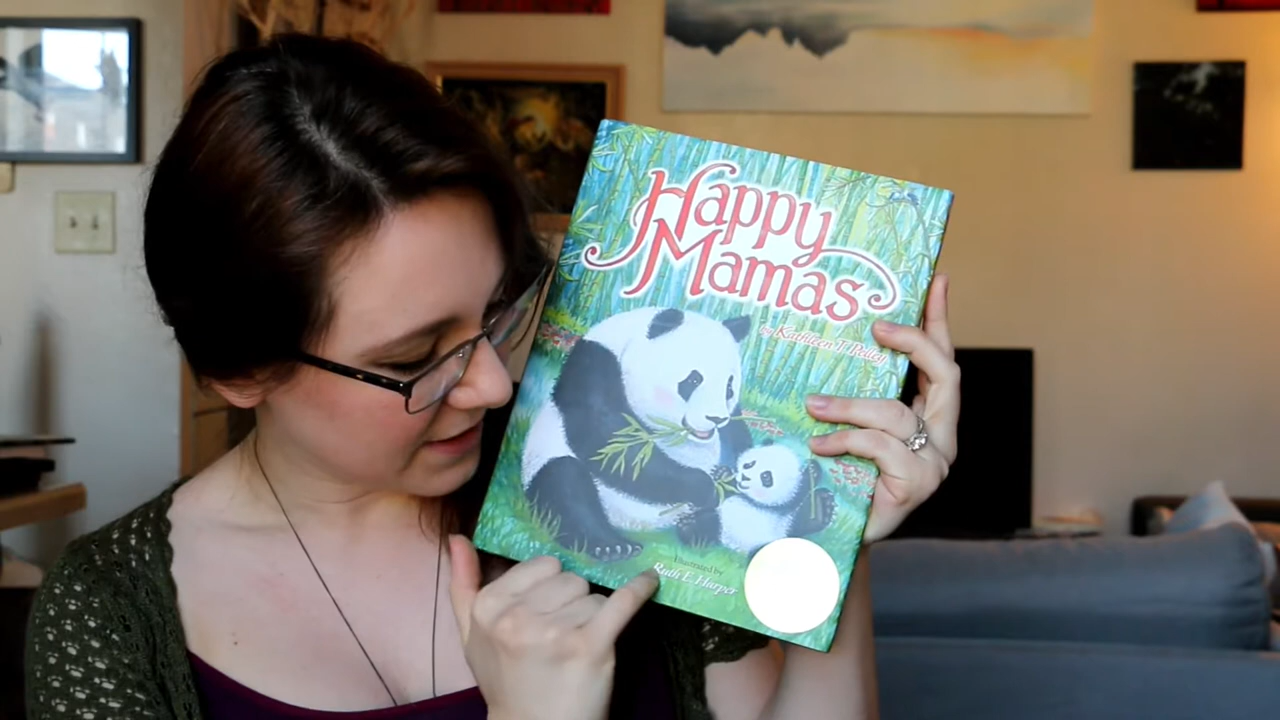 Happy
Mamas
by Kathleen T. Pelley
Illustrated by
Ruth E. Harper